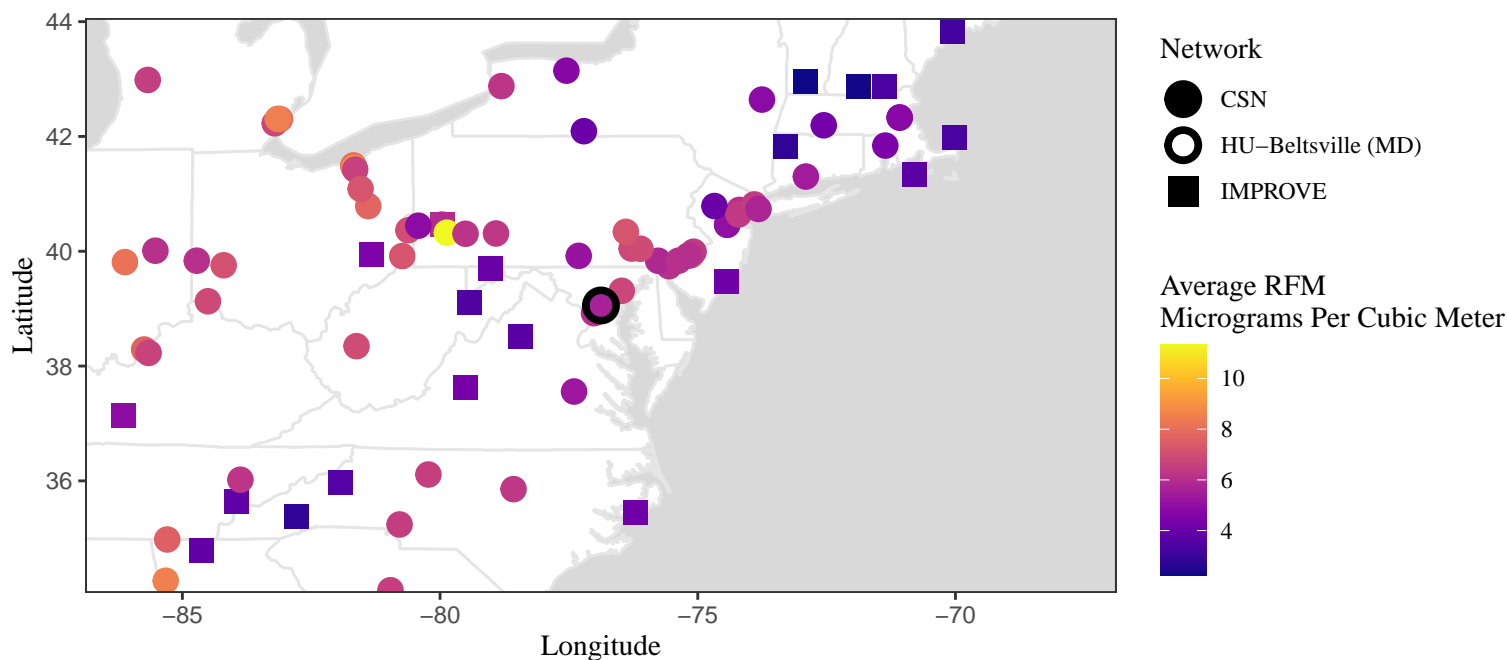 44
42
40
38
36
Latitude
−85
−80
−75
−70
Longitude
Network
CSN
HU−Beltsville (MD)
IMPROVE
Average RFM
Micrograms Per Cubic Meter
10
8
6
4